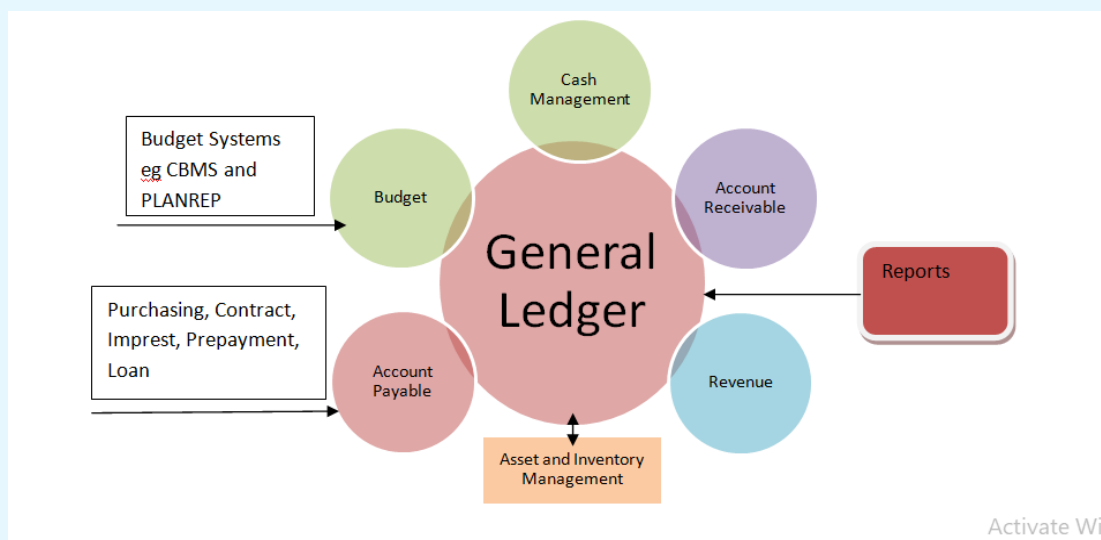 Cash
Management
Budget Systems
eg CBMS and
PLANREP
Budget
Account
Receivable
General
Ledger
Reports
Purchasing, Contract,
Imprest, Prepayment,
Loan
Account
Payable
Revenue
Asset and Inventory
Management
Activate Wi